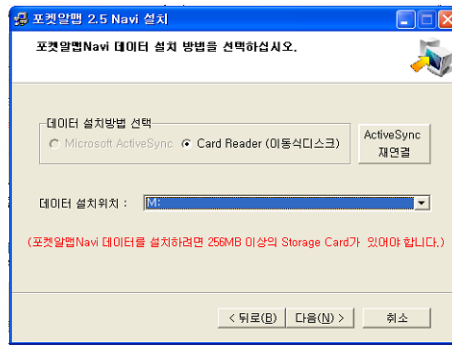 포켓알맵 2.5 Navi 설치
포켓알맵Navi 데이터 설치 방법을 선택하십시오.
데이터 설치방법 선택
Microsoft ActiveSync
Card Reader (이동식디스크)
ActiveSync
재연결
데이터 설치위치 :
M:
(포켓알맵Navi 데이터를 설치하려면 256MB 이상의 Storage Card가 있어야 합니다.)
< 뒤로(B)
다음(N) >
취소